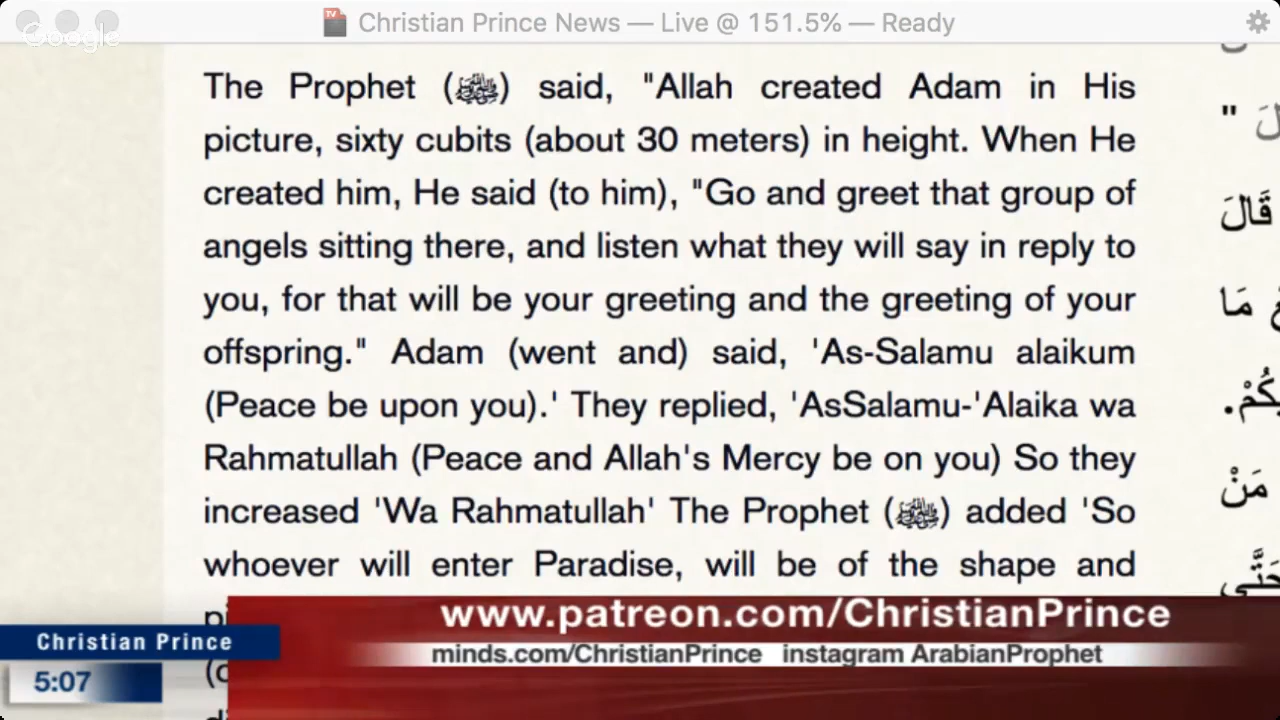 Christian Prince News — Live @ 151.5% — Ready
Google
The Prophet (ﷺ) said, "Allah created Adam in His
picture, sixty cubits (about 30 meters) in height. When He
created him, He said (to him), "Go and greet that group of
angels sitting there, and listen what they will say in reply to
you, for that will be your greeting and the greeting of your
offspring." Adam (went and) said, 'As-Salamu alaikum
(Peace be upon you).' They replied, 'AsSalamu-'Alaika wa
Rahmatullah (Peace and Allah's Mercy be on you) So they
increased 'Wa Rahmatullah' The Prophet (ﷺ) added 'So
whoever will enter Paradise, will be of the shape and
قَالَ
مَا
مَنْ
حَتَّى
www.patreon.com/ChristianPrince
Christian Prince
minds.com/ChristianPrince instagram ArabianProphet
5:07